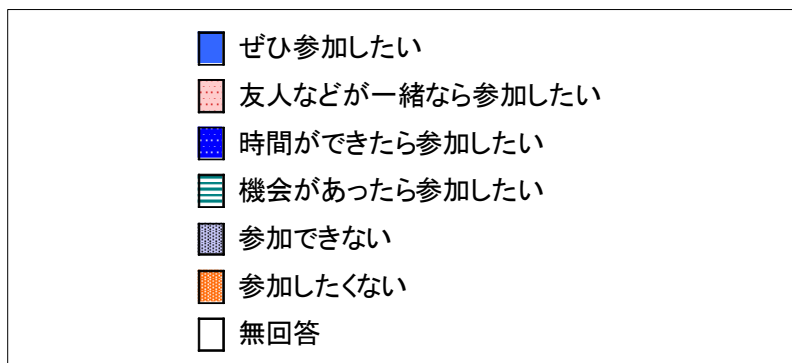 ぜひ参加したい
友人などが一緒なら参加したい
時間ができたら参加したい
機会があったら参加したい
参加できない
参加したくない
無回答